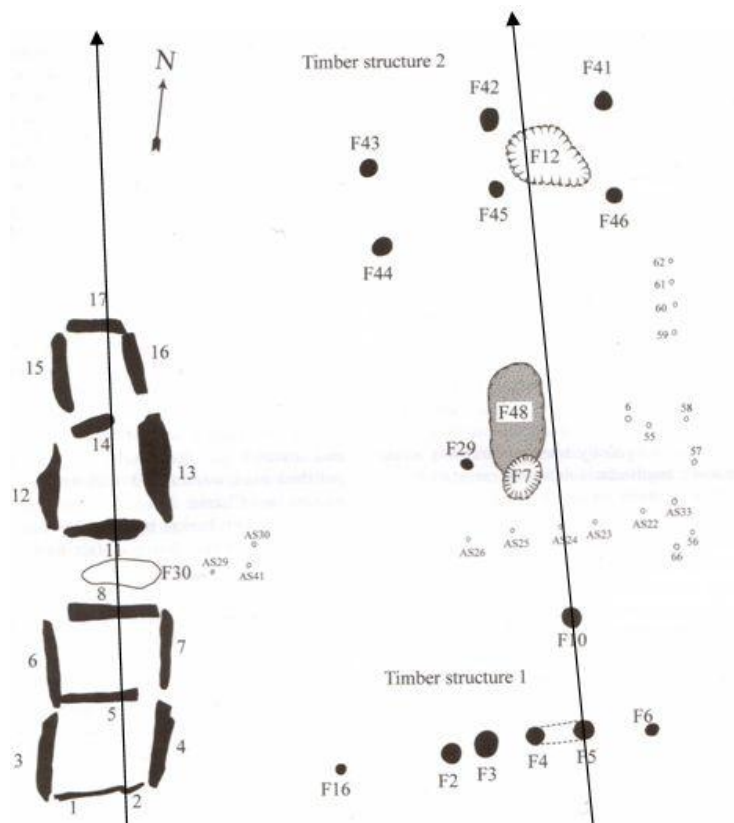 N
Timber structure 2
F42
F41
F43
F12
F45
F46
F44
62
61
60
59
17
15
16
14
13
12
11
F48
F29
F7
6
55
58
57
AS33
AS22
AS23
AS24
AS25
AS26
56
66
AS30
AS29
AS41
F30
8
F10
6
7
5
Timber structure 1
3
4
F6
F5
F4
F3
F2
F16
1
2